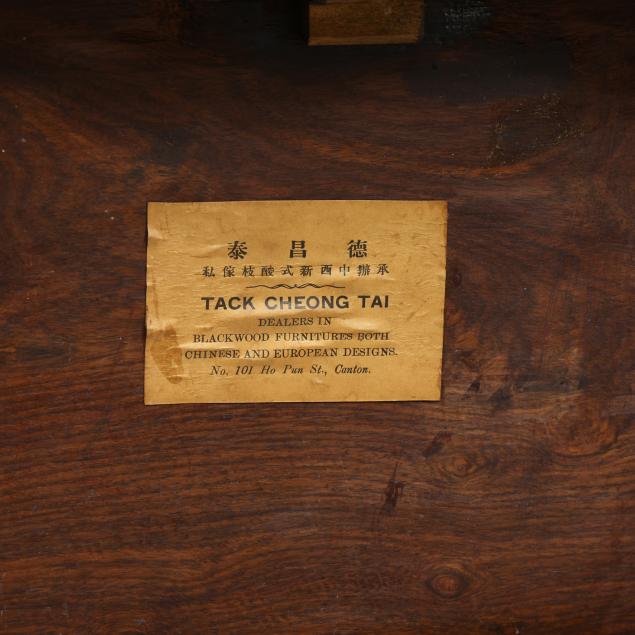 德昌泰
承辦中西新式酸枝傢私
TACK CHEONG TAI
DEALERS IN
BLACKWOOD FURNITURES BOTH
CHINESE AND EUROPEAN DESIGNS.
No. 101 Ho Pun St., Canton.